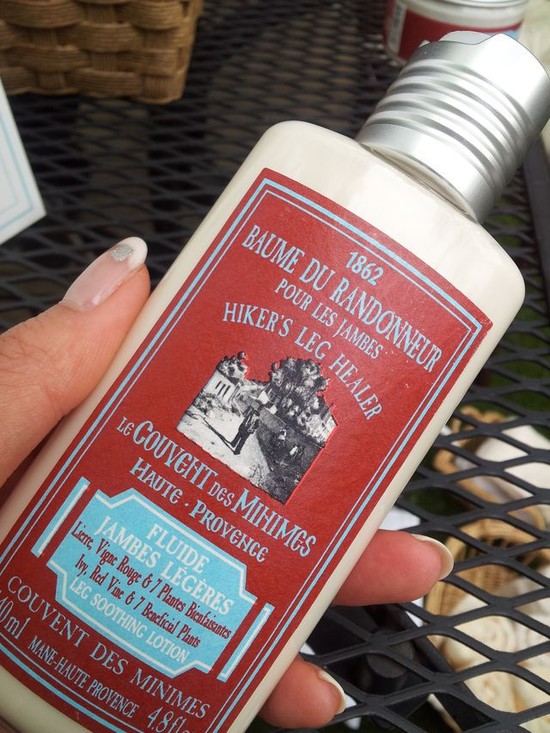 1862
BAUME DU RANDONNEUR
POUR LES JAMBES
HIKER'S LEG HEALER
LE COUVENT DES MINIMES
HAUTE-PROVENCE
FLUIDE
JAMBES LÉGÈRES
Lierre, Vigne Rouge & 7 Plantes Bienfaisantes
Ivy, Red Vine & 7 Beneficial Plants
LEG SOOTHING LOTION
COUVENT DES MINIMES
MANE-HAUTE PROVENCE
4.8fl.